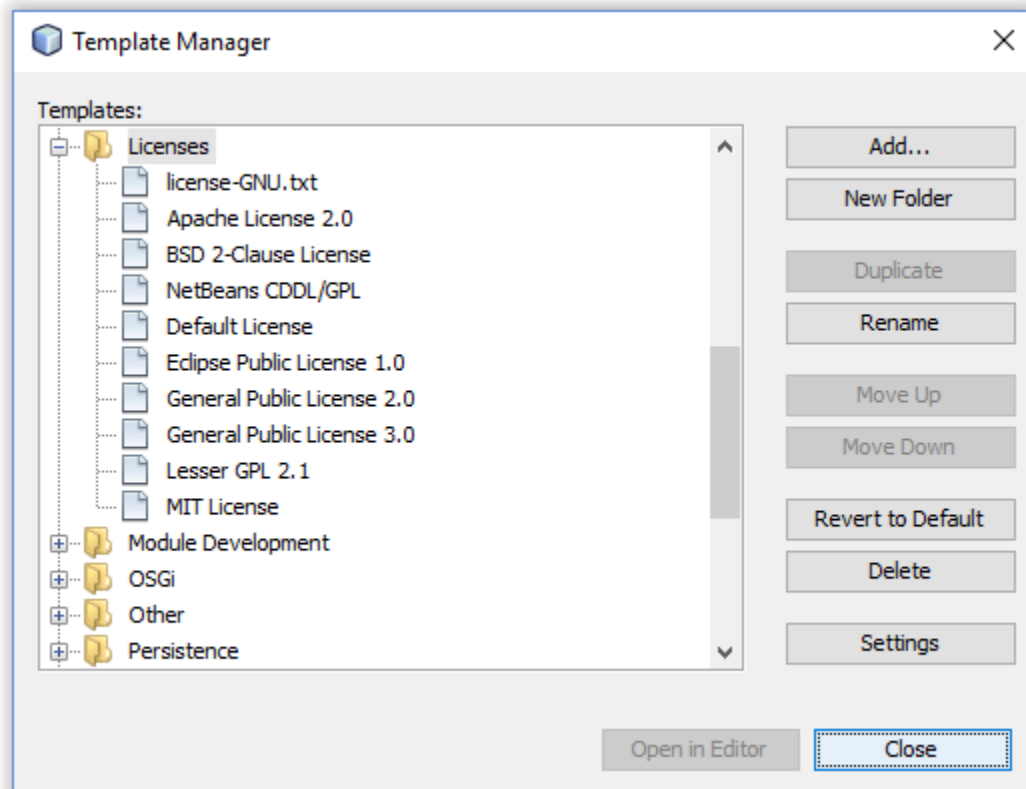 Template Manager
Templates:
Licenses
license-GNU.txt
Apache License 2.0
BSD 2-Clause License
NetBeans CDDL/GPL
Default License
Eclipse Public License 1.0
General Public License 2.0
General Public License 3.0
Lesser GPL 2.1
MIT License
Module Development
OSGi
Other
Persistence
Add...
New Folder
Duplicate
Rename
Move Up
Move Down
Revert to Default
Delete
Settings
Open in Editor
Close